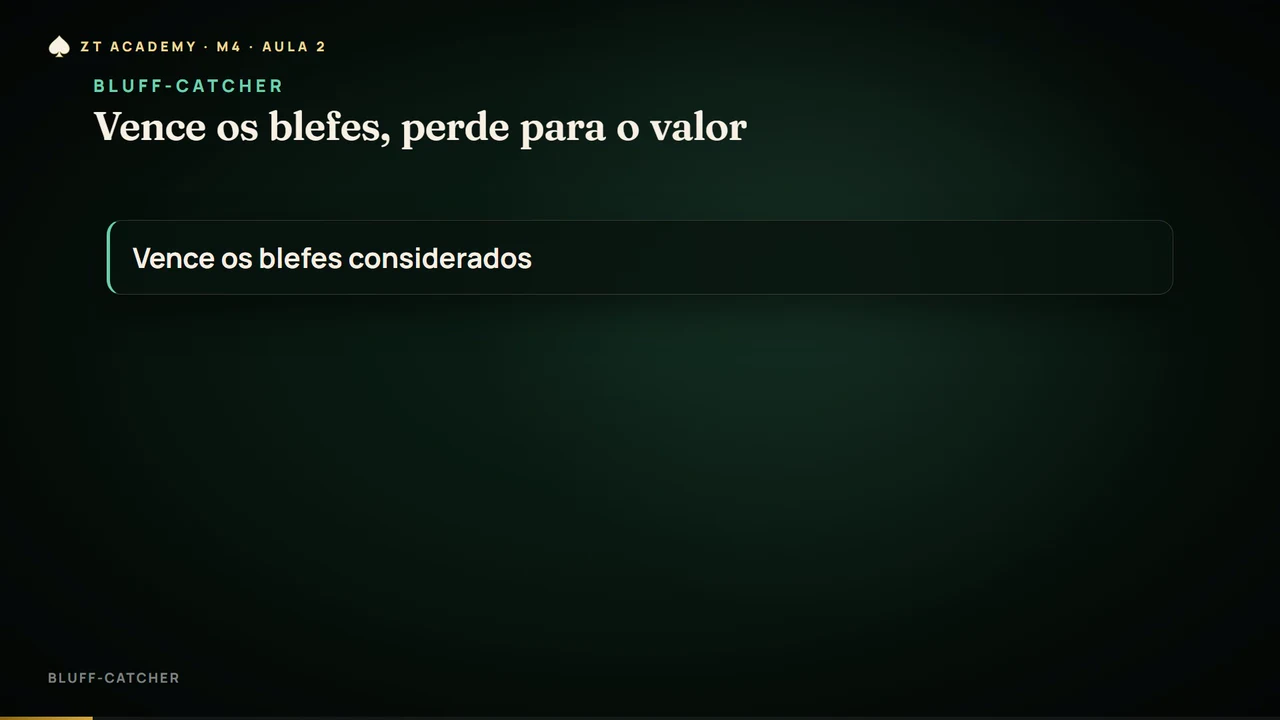 ZT ACADEMY · M4 · AULA 2
BLUFF-CATCHER
Vence os blefes, perde para o valor
Vence os blefes considerados
BLUFF-CATCHER